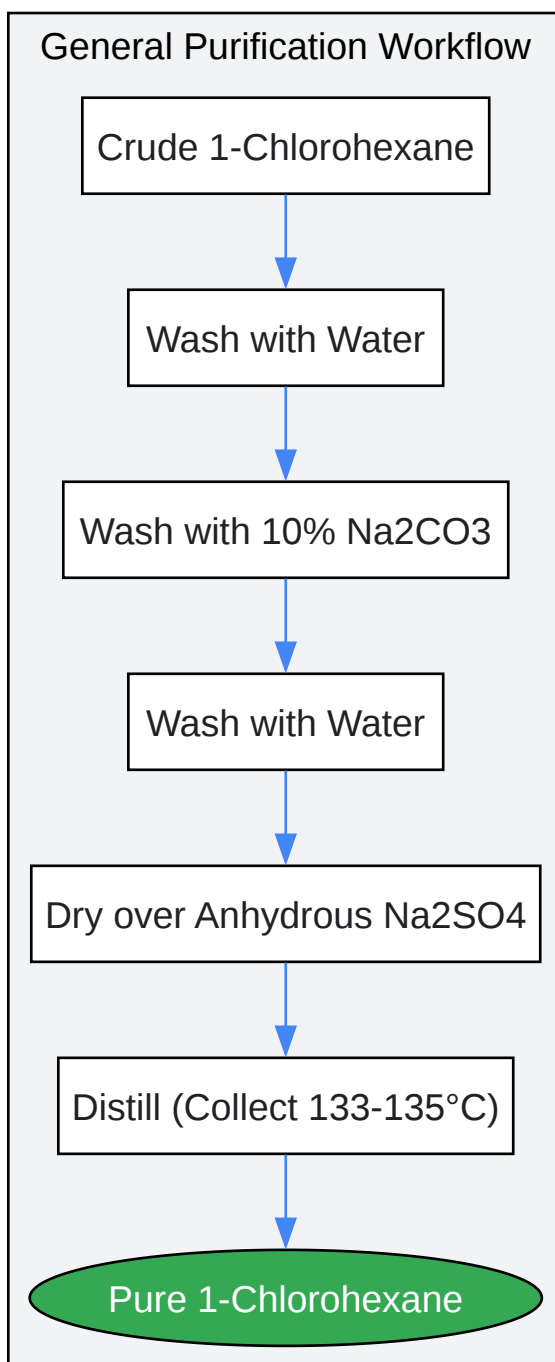 General Purification Workflow
Crude 1-Chlorohexane
Wash with Water
Wash with 10% Na2CO3
Wash with Water
Dry over Anhydrous Na2SO4
Distill (Collect 133-135°C)
Pure 1-Chlorohexane